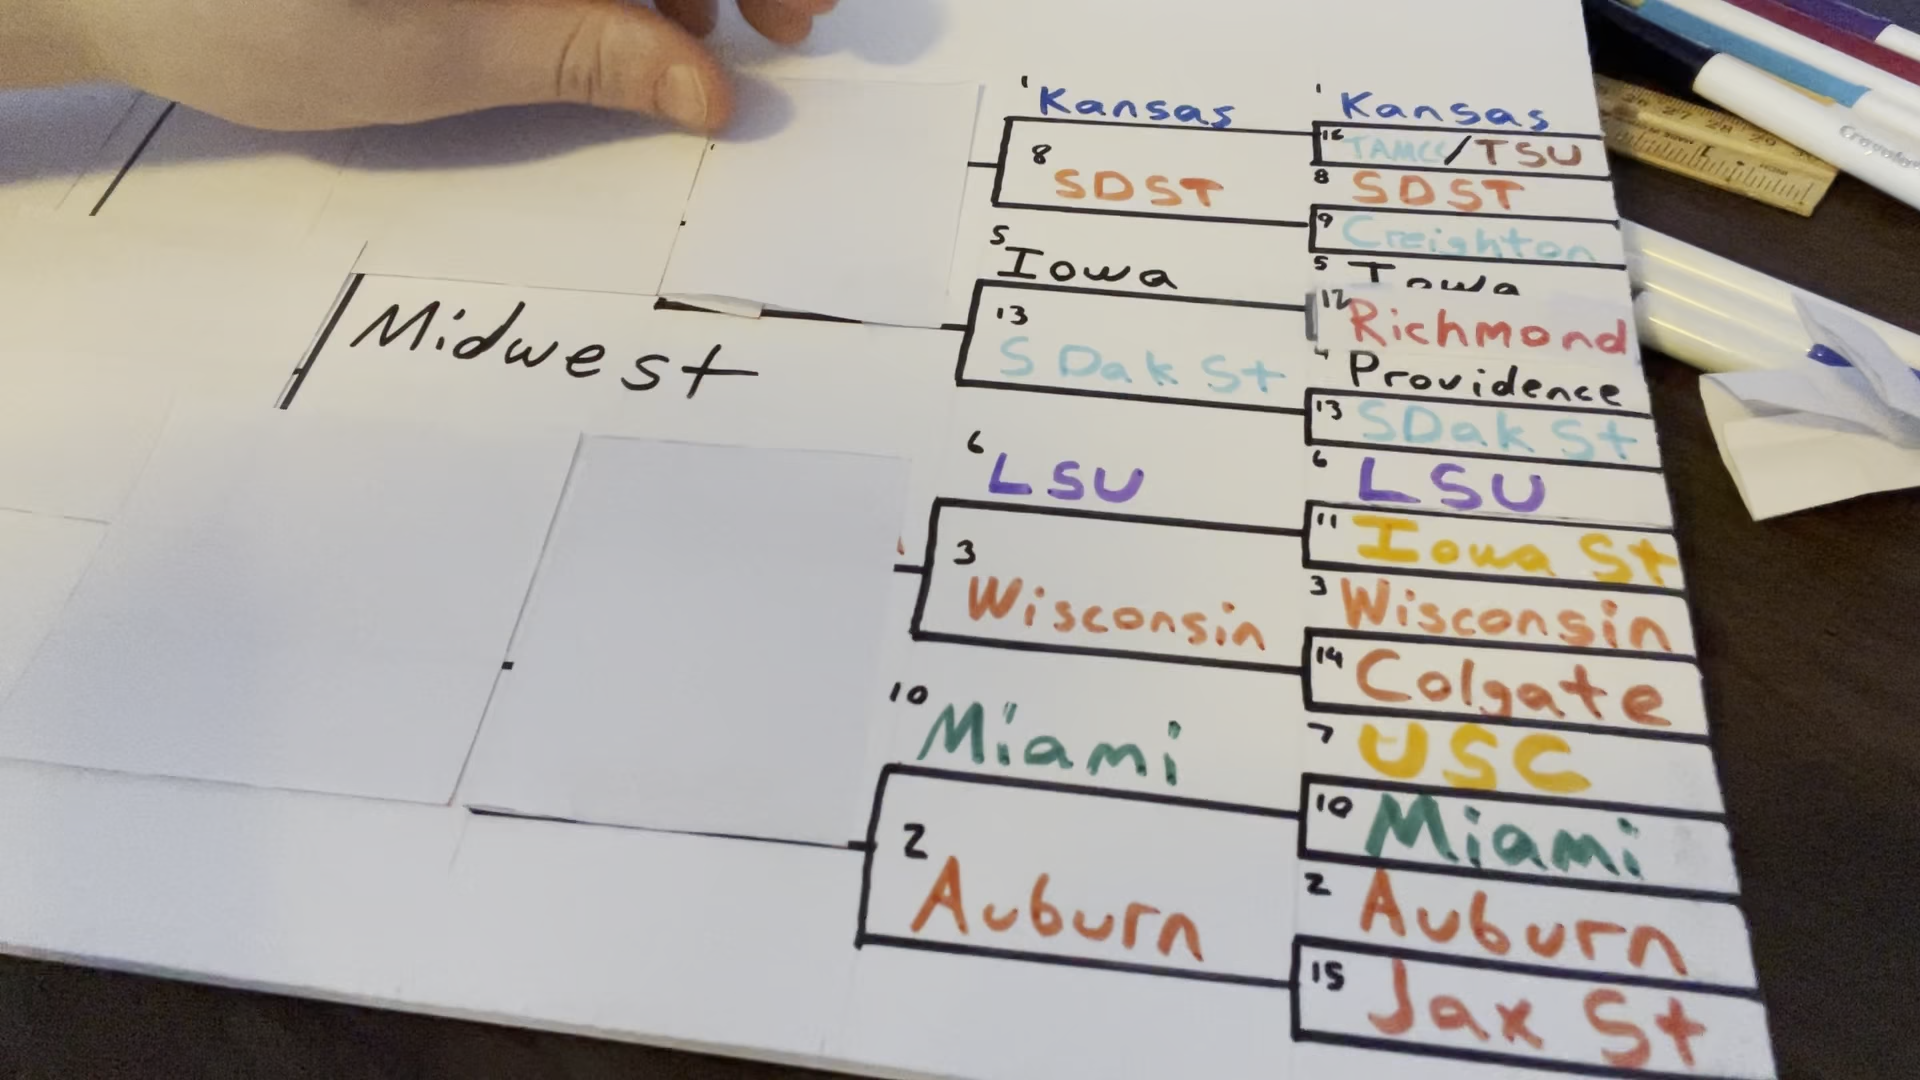 1 Kansas
8 SDST
5 Iowa
13 S Dak St
6 LSU
3 Wisconsin
10 Miami
2 Auburn
Midwest
1 Kansas
16 TAMCC/TSU
8 SDST
9 Creighton
5 Iowa
12 Richmond
4 Providence
13 SDak St
6 LSU
11 Iowa St
3 Wisconsin
14 Colgate
7 USC
10 Miami
2 Auburn
15 Jax St